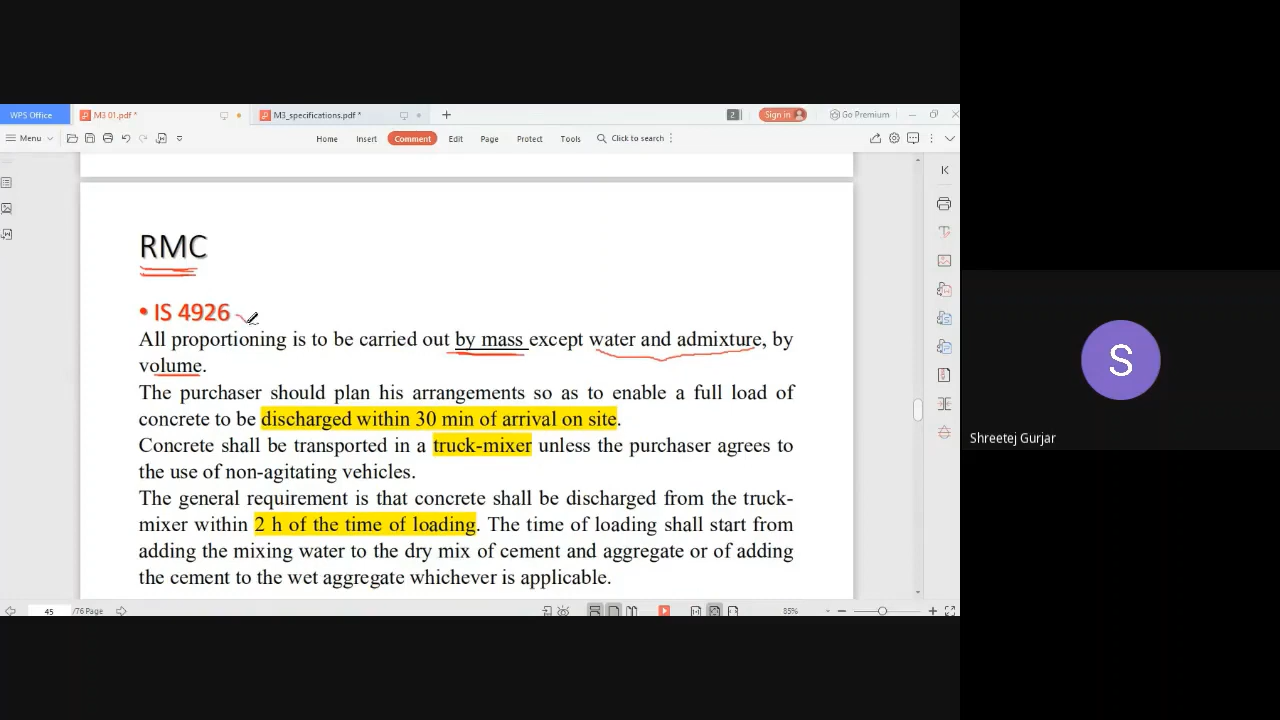 WPS Office
M3 01.pdf *
M3_specifications.pdf *
2
Sign in
Go Premium
Menu
Home
Insert
Comment
Edit
Page
Protect
Tools
Click to search
RMC
• IS 4926
All proportioning is to be carried out by mass except water and admixture, by
volume.
The purchaser should plan his arrangements so as to enable a full load of
concrete to be discharged within 30 min of arrival on site.
Concrete shall be transported in a truck-mixer unless the purchaser agrees to
the use of non-agitating vehicles.
The general requirement is that concrete shall be discharged from the truck-
mixer within 2 h of the time of loading. The time of loading shall start from
adding the mixing water to the dry mix of cement and aggregate or of adding
the cement to the wet aggregate whichever is applicable.
45 /76 Page
85%
S
Shreetej Gurjar